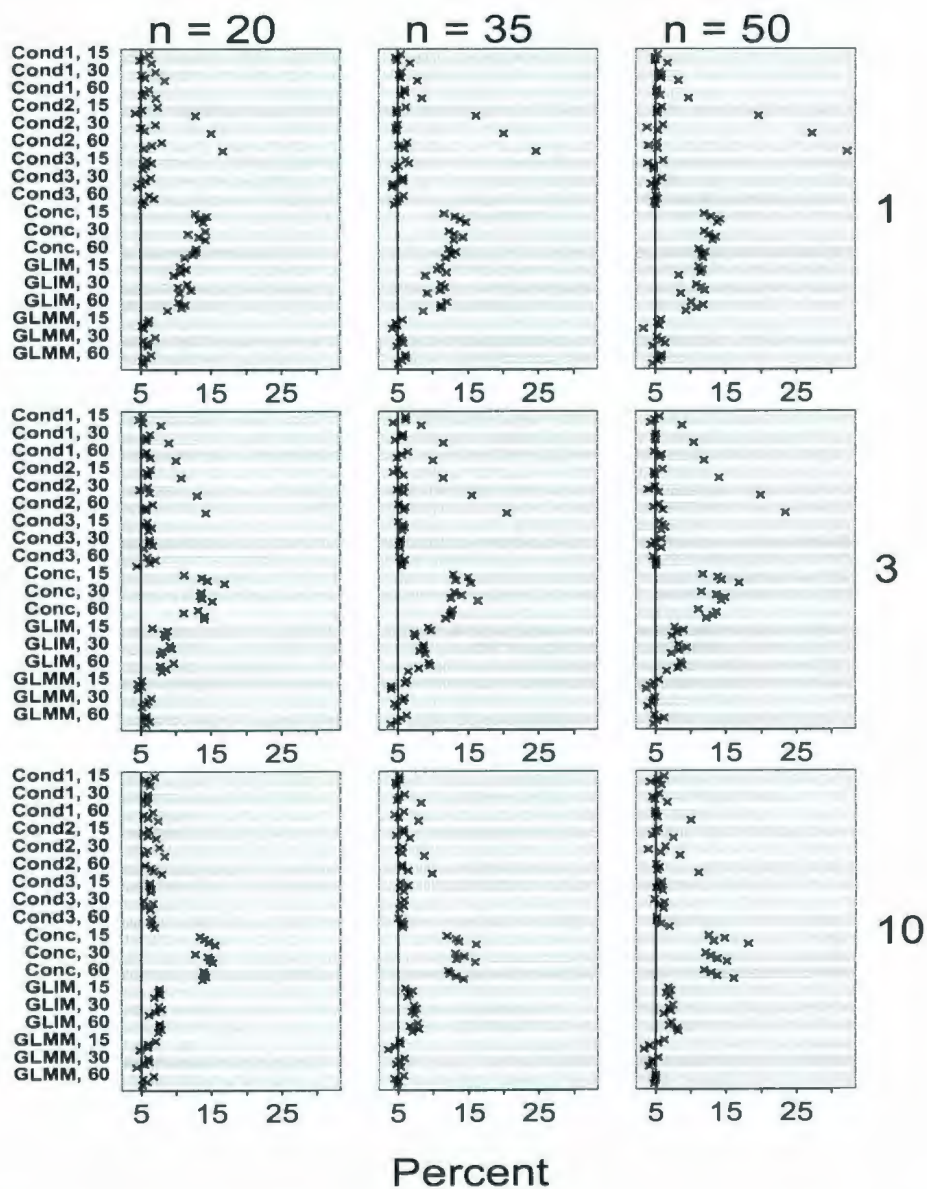 n = 20 n = 35 n = 50
Cond1, 15
Cond1, 30
Cond1, 60
Cond2, 15
Cond2, 30
Cond2, 60
Cond3, 15
Cond3, 30
Cond3, 60
Conc, 15
Conc, 30
Conc, 60
GLIM, 15
GLIM, 30
GLIM, 60
GLMM, 15
GLMM, 30
GLMM, 60
1
5 15 25 5 15 25 5 15 25
Cond1, 15
Cond1, 30
Cond1, 60
Cond2, 15
Cond2, 30
Cond2, 60
Cond3, 15
Cond3, 30
Cond3, 60
Conc, 15
Conc, 30
Conc, 60
GLIM, 15
GLIM, 30
GLIM, 60
GLMM, 15
GLMM, 30
GLMM, 60
3
5 15 25 5 15 25 5 15 25
Cond1, 15
Cond1, 30
Cond1, 60
Cond2, 15
Cond2, 30
Cond2, 60
Cond3, 15
Cond3, 30
Cond3, 60
Conc, 15
Conc, 30
Conc, 60
GLIM, 15
GLIM, 30
GLIM, 60
GLMM, 15
GLMM, 30
GLMM, 60
10
5 15 25 5 15 25 5 15 25
Percent